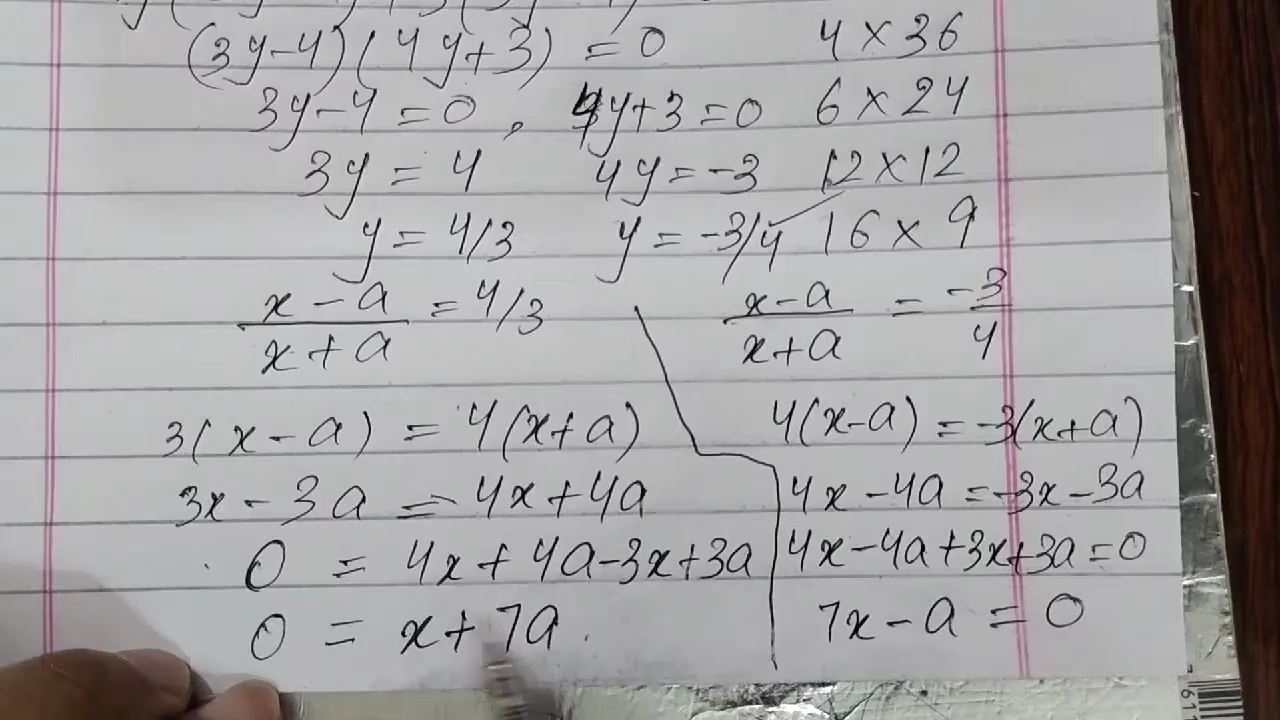 (3y-4)(4y+3) = 0 4 × 36
3y-4 = 0 , 4y+3 = 0 6 × 24
3y = 4 4y = -3 12 × 12
y = 4/3 y = -3/4 16 × 9
x - a / x + a = 4/3 x-a / x+a = -3/4
3(x-a) = 4(x+a) 4(x-a) = -3(x+a)
3x - 3a = 4x+4a 4x-4a = -3x-3a
0 = 4x+4a-3x+3a 4x-4a+3x+3a=0
0 = x+7a 7x-a = 0